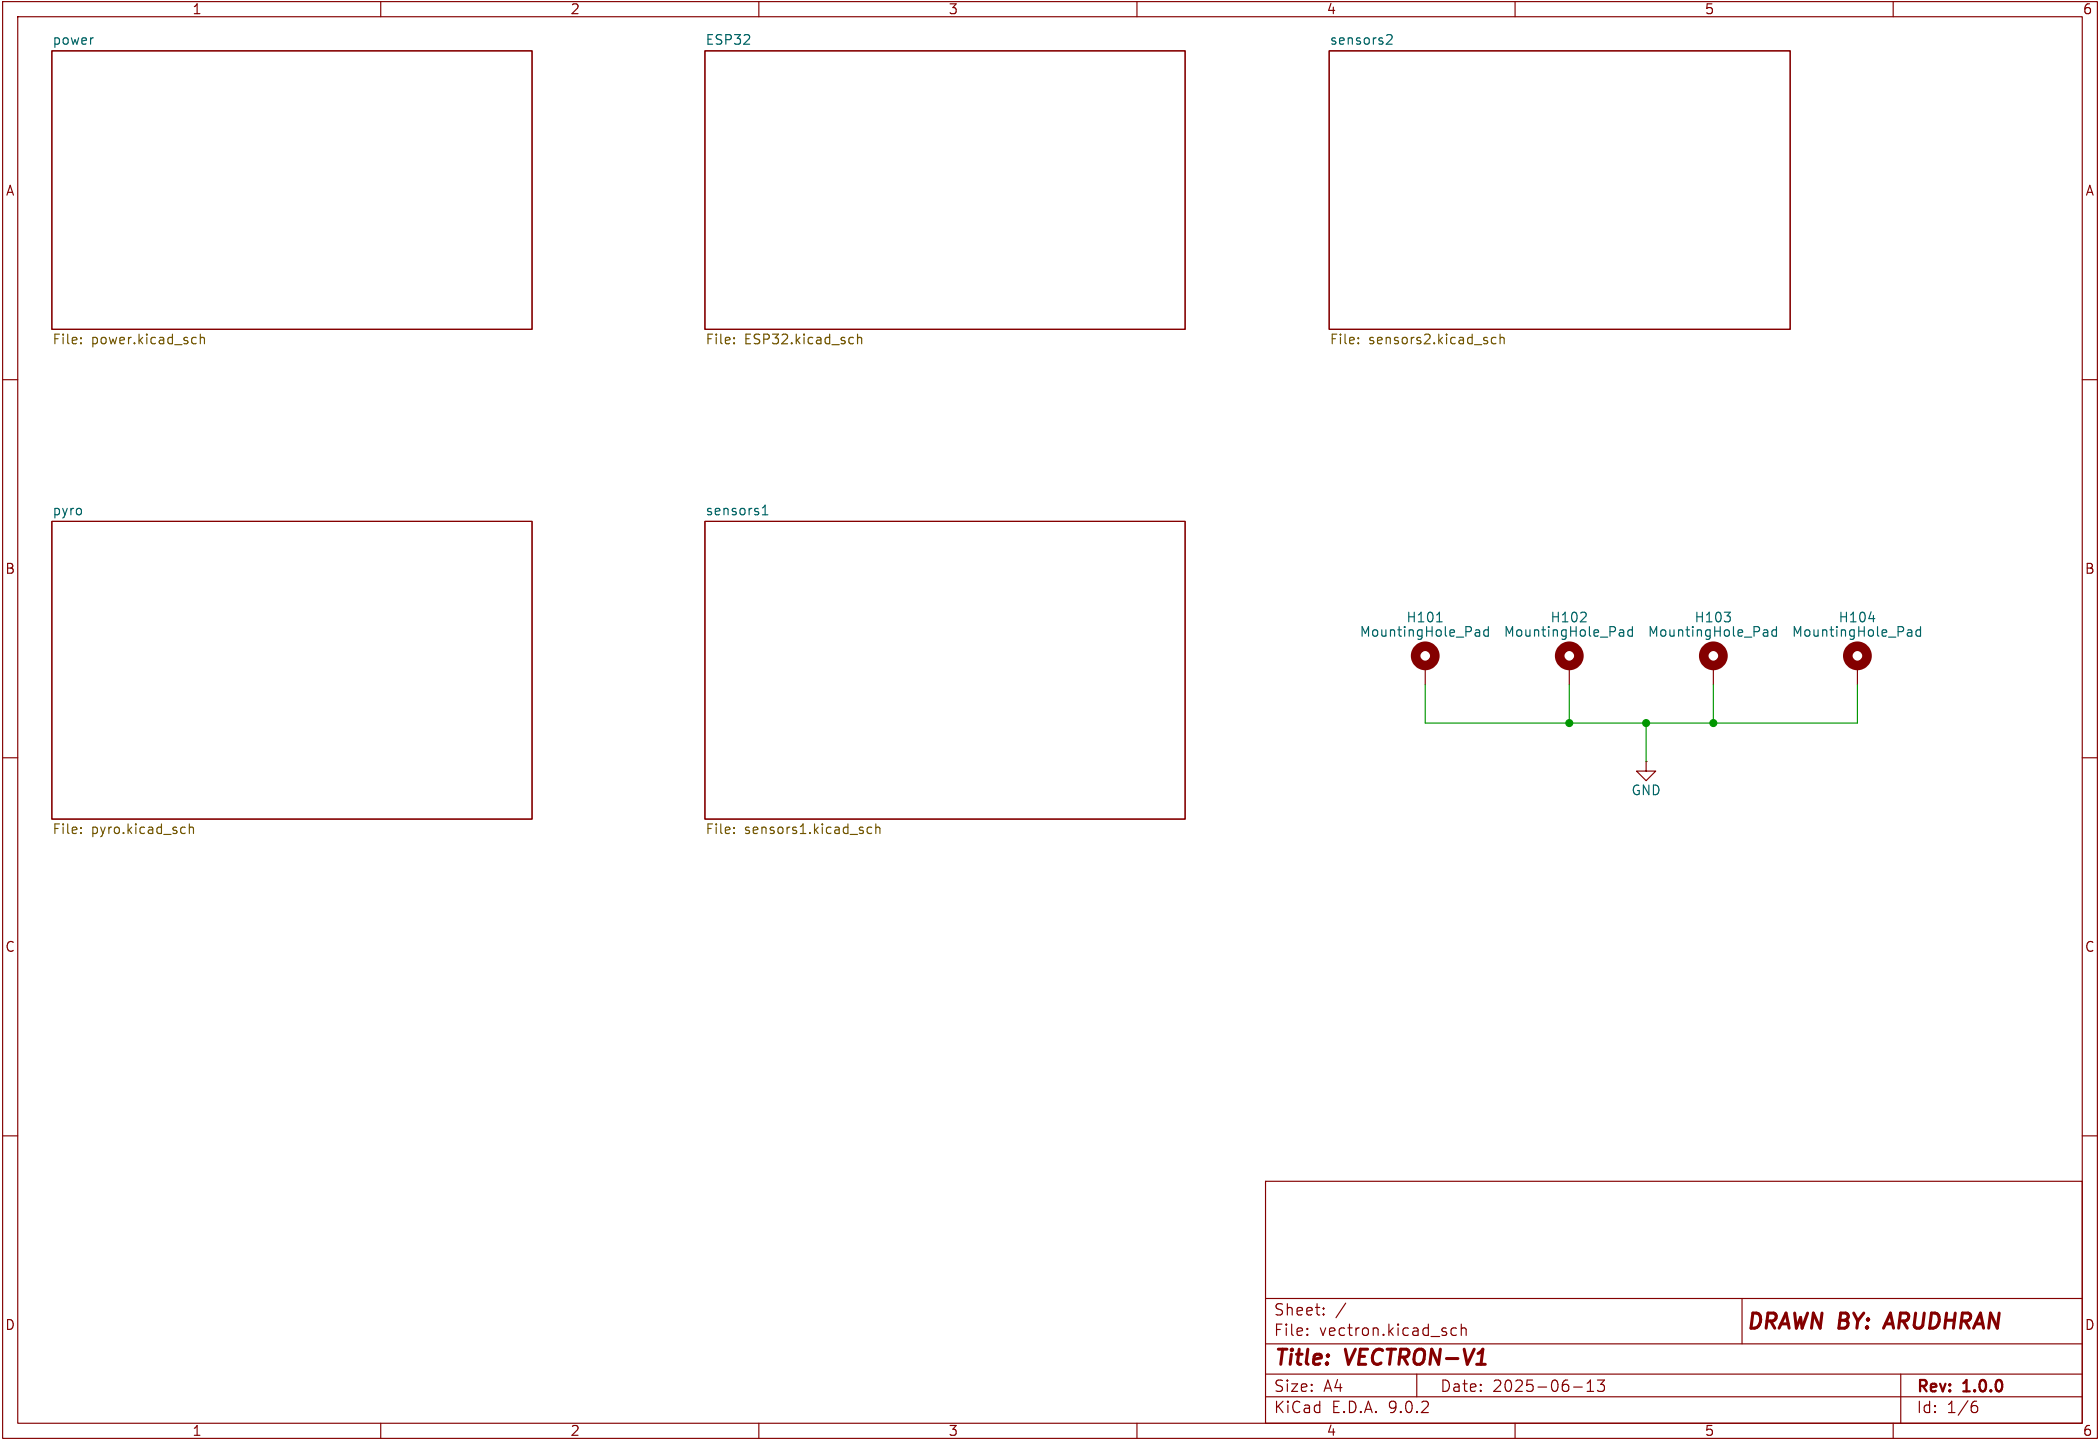 1 2 3 4 5 6
power
ESP32
sensors2
A
A
File: power.kicad_sch
File: ESP32.kicad_sch
File: sensors2.kicad_sch
pyro
sensors1
B
B
H101
H102
H103
H104
MountingHole_Pad
MountingHole_Pad
MountingHole_Pad
MountingHole_Pad
GND
File: pyro.kicad_sch
File: sensors1.kicad_sch
C
C
Sheet: /
File: vectron.kicad_sch
DRAWN BY: ARUDHRAN
D
D
Title: VECTRON-V1
Size: A4
Date: 2025-06-13
Rev: 1.0.0
KiCad E.D.A. 9.0.2
Id: 1/6
1 2 3 4 5 6